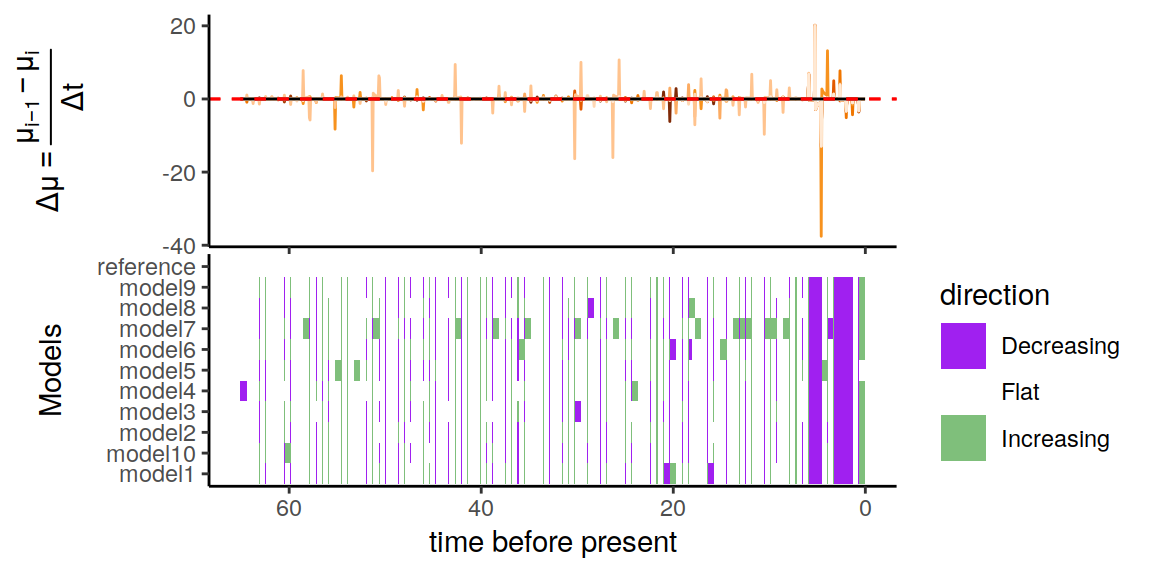 Δμ = (μi−1 − μi) / Δt
20
0
-20
-40
Models
reference
model9
model8
model7
model6
model5
model4
model3
model2
model10
model1
60
40
20
0
time before present
direction
Decreasing
Flat
Increasing